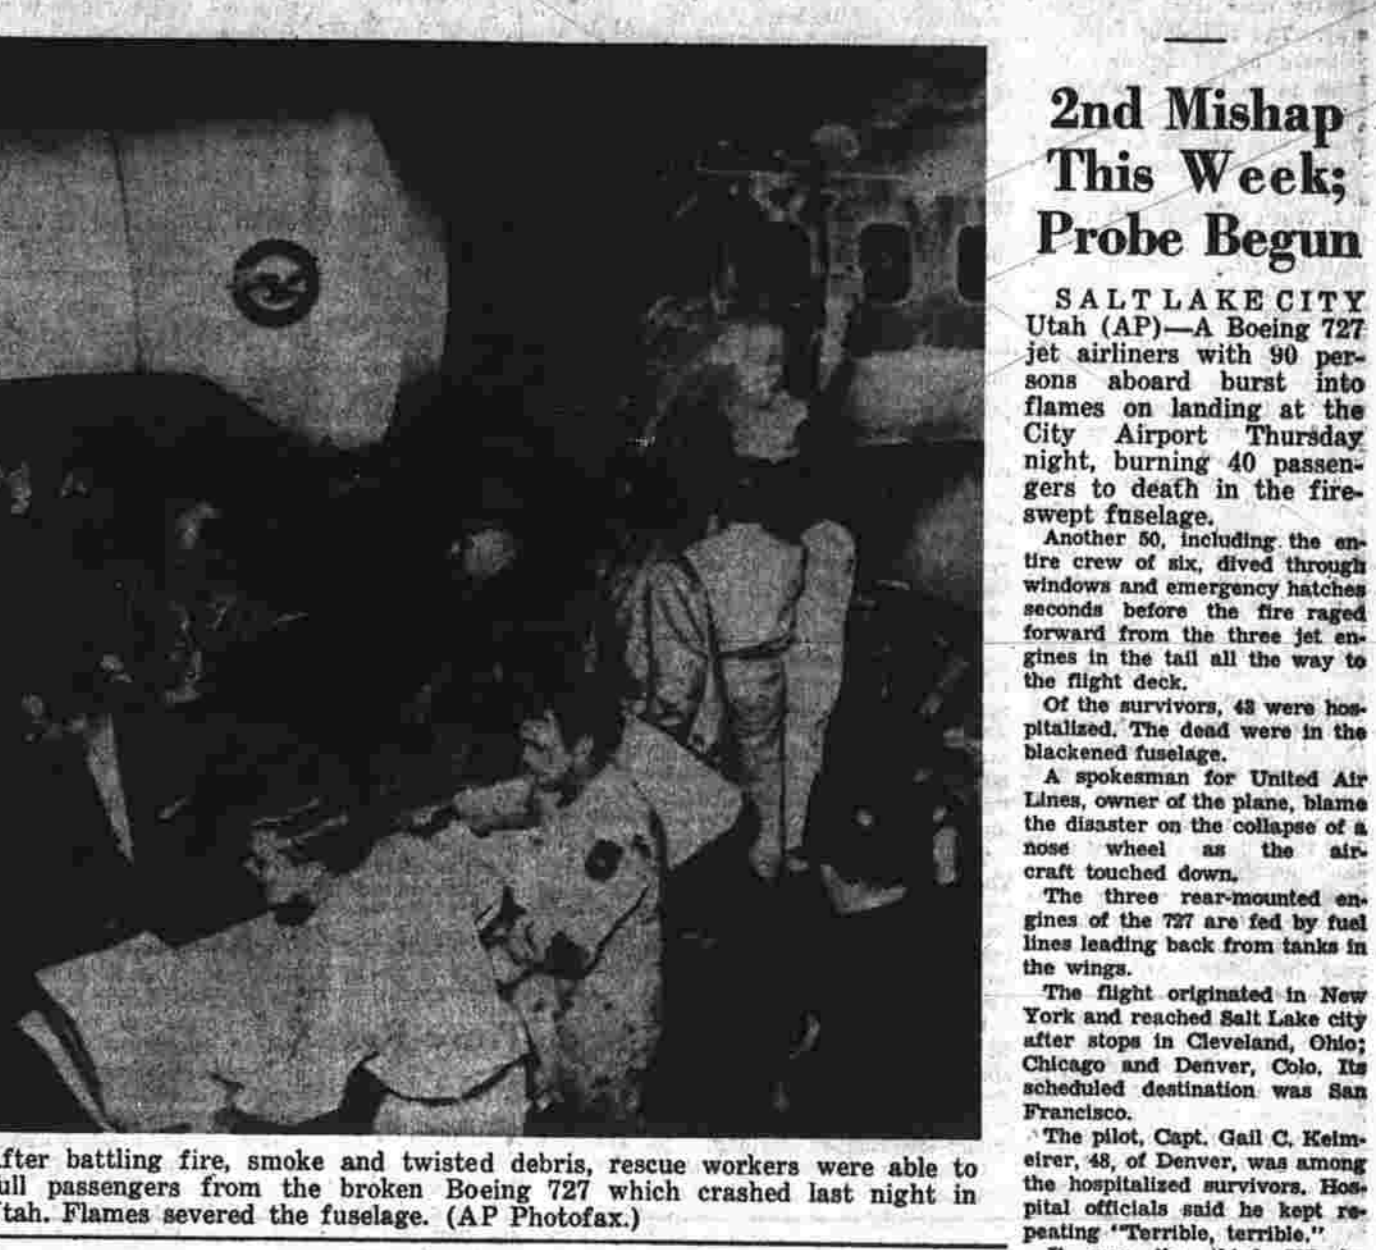 2nd Mishap
This Week;
Probe Begun
SALT LAKE CITY
Utah (AP)—A Boeing 727
jet airliners with 90 per-
sons aboard burst into
flames on landing at the
City Airport Thursday
night, burning 40 passen-
gers to death in the fire-
swept fuselage.
Another 50, including the en-
tire crew of six, dived through
windows and emergency hatches
seconds before the fire raged
forward from the three jet en-
gines in the tail all the way to
the flight deck.
Of the survivors, 48 were hos-
pitalized. The dead were in the
blackened fuselage.
A spokesman for United Air
Lines, owner of the plane, blame
the disaster on the collapse of a
nose wheel as the air-
craft touched down.
The three rear-mounted en-
gines of the 727 are fed by fuel
lines leading back from tanks in
the wings.
The flight originated in New
York and reached Salt Lake city
after stops in Cleveland, Ohio;
Chicago and Denver, Colo. Its
scheduled destination was San
Francisco.
The pilot, Capt. Gail C. Kelm-
eirer, 48, of Denver, was among
the hospitalized survivors. Hos-
pital officials said he kept re-
peating "Terrible, terrible."
fter battling fire, smoke and twisted debris, rescue workers were able to
ull passengers from the broken Boeing 727 which crashed last night in
tah. Flames severed the fuselage. (AP Photofax.)